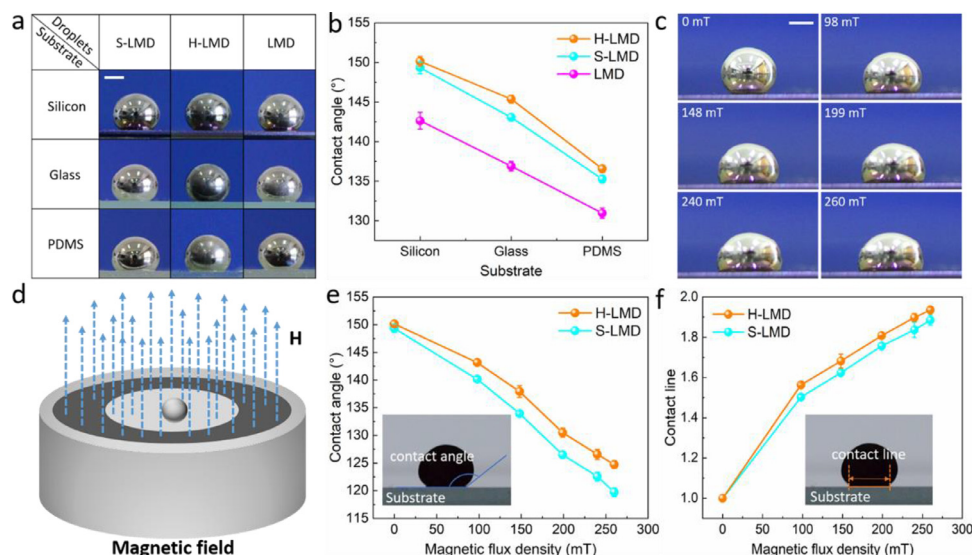 a
Droplets
Substrate
S-LMD
H-LMD
LMD
Silicon
Glass
PDMS
b
155
150
145
140
135
130
Contact angle (°)
H-LMD
S-LMD
LMD
Silicon
Glass
PDMS
Substrate
c
0 mT
98 mT
148 mT
199 mT
240 mT
260 mT
d
H
Magnetic field
e
155
150
145
140
135
130
125
120
115
Contact angle (°)
H-LMD
S-LMD
contact angle
Substrate
0 50 100 150 200 250 300
Magnetic flux density (mT)
f
2.0
1.8
1.6
1.4
1.2
1.0
Contact line
H-LMD
S-LMD
contact line
Substrate
0 50 100 150 200 250 300
Magnetic flux density (mT)